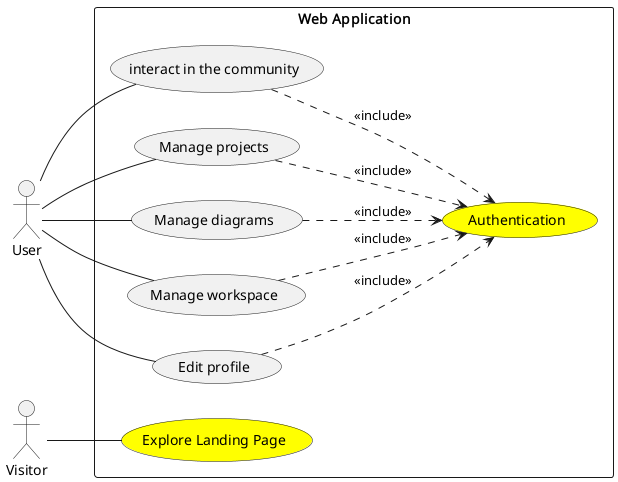 Web Application
interact in the community
«include»
Manage projects
«include»
Manage diagrams
«include»
Authentication
User
«include»
Manage workspace
«include»
Edit profile
Explore Landing Page
Visitor